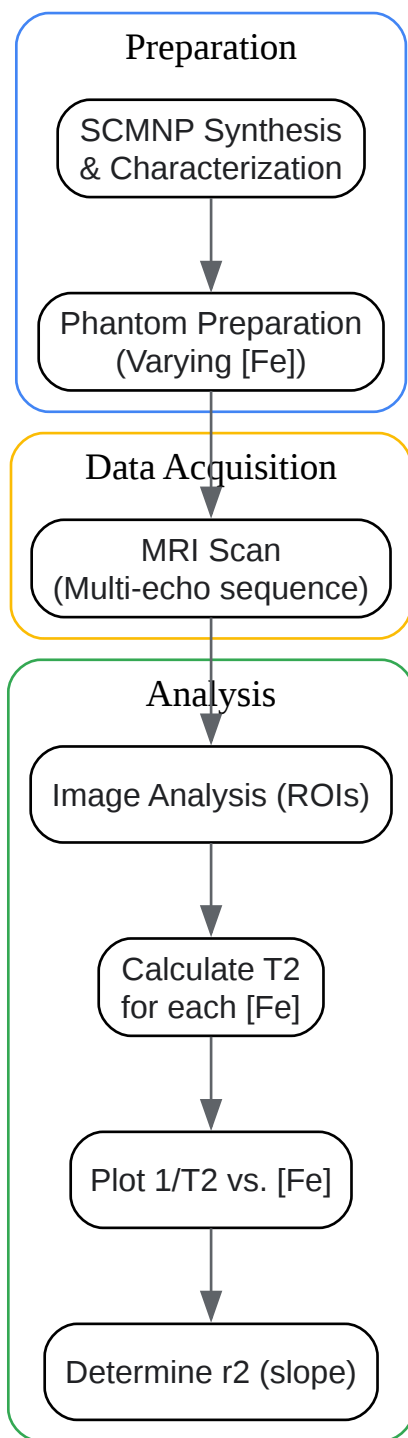 Preparation
SCMNP Synthesis
& Characterization
Phantom Preparation
(Varying [Fe])
Data Acquisition
MRI Scan
(Multi-echo sequence)
Analysis
Image Analysis (ROIs)
Calculate T2
for each [Fe]
Plot 1/T2 vs. [Fe]
Determine r2 (slope)